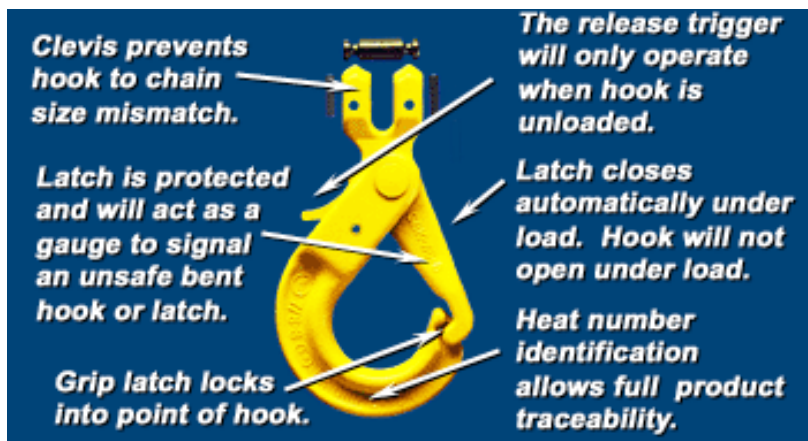 Clevis prevents
hook to chain
size mismatch.
The release trigger
will only operate
when hook is
unloaded.
Latch is protected
and will act as a
gauge to signal
an unsafe bent
hook or latch.
Latch closes
automatically under
load. Hook will not
open under load.
Grip latch locks
into point of hook.
Heat number
identification
allows full product
traceability.